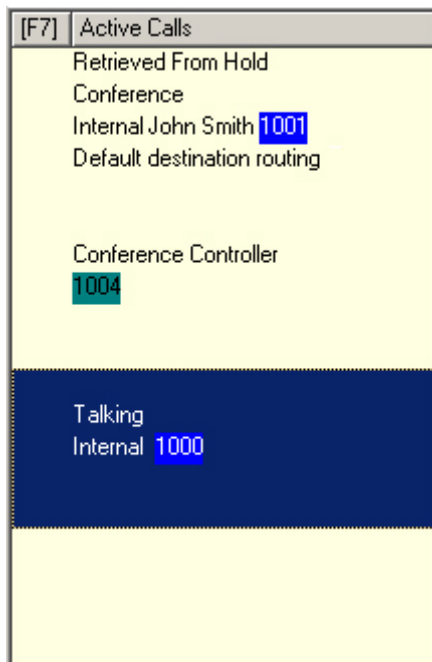 [F7] Active Calls
Retrieved From Hold
Conference
Internal John Smith 1001
Default destination routing
Conference Controller
1004
Talking
Internal 1000